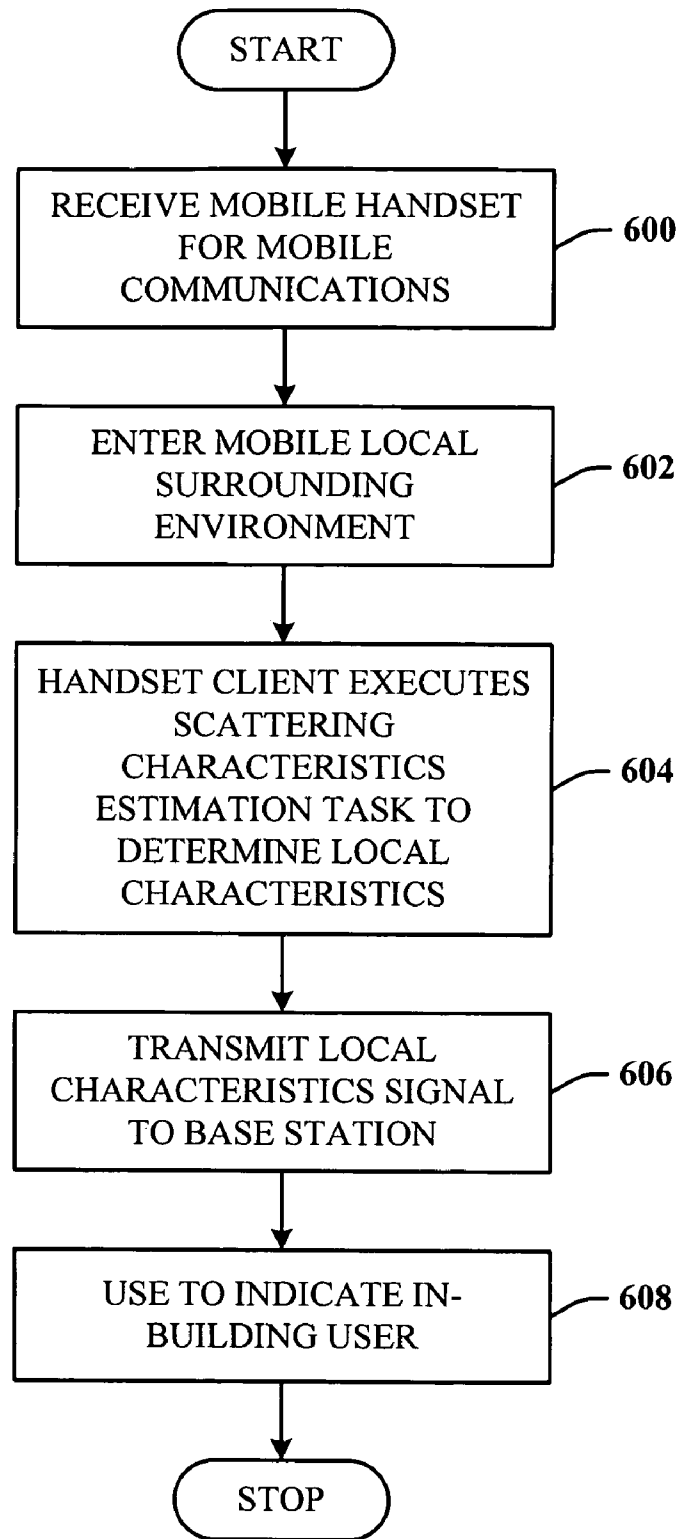 START
RECEIVE MOBILE HANDSET
FOR MOBILE
COMMUNICATIONS
600
ENTER MOBILE LOCAL
SURROUNDING
ENVIRONMENT
602
HANDSET CLIENT EXECUTES
SCATTERING
CHARACTERISTICS
ESTIMATION TASK TO
DETERMINE LOCAL
CHARACTERISTICS
604
TRANSMIT LOCAL
CHARACTERISTICS SIGNAL
TO BASE STATION
606
USE TO INDICATE IN-
BUILDING USER
608
STOP